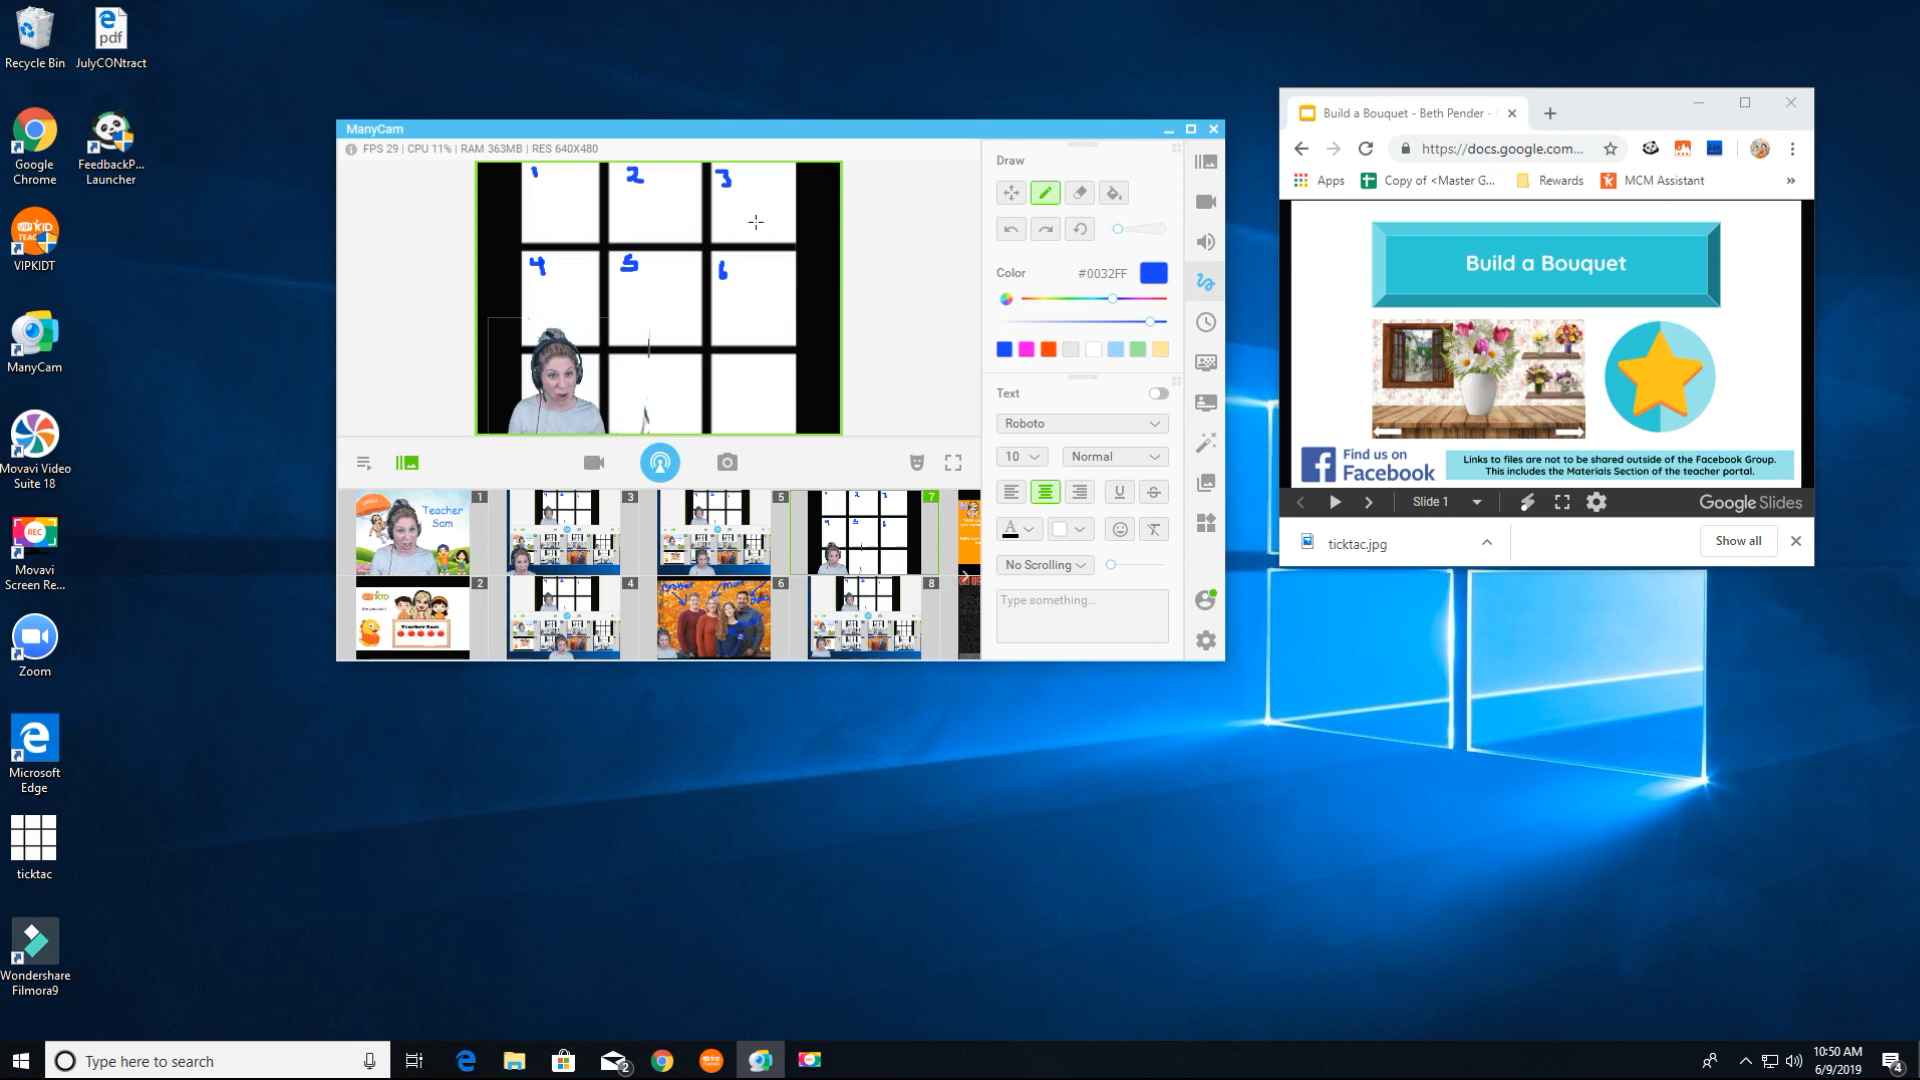 Recycle Bin
JulyCONtract
Google Chrome
FeedbackP... Launcher
VIPKIDT
ManyCam
Movavi Video Suite 18
Movavi Screen Re...
Zoom
Microsoft Edge
ticktac
Wondershare Filmora9
ManyCam
FPS 29 | CPU 11% | RAM 363MB | RES 640X480
1 2 3
4 5 6
Teacher Sam
1
3
5
7
2
4
6
8
Draw
Color
#0032FF
Text
Roboto
10
Normal
No Scrolling
Type something...
Build a Bouquet - Beth Pender -
https://docs.google.com...
Apps
Copy of <Master G...
Rewards
MCM Assistant
»
Build a Bouquet
Find us on
Facebook
Links to files are not to be shared outside of the Facebook Group.
This includes the Materials Section of the teacher portal.
Slide 1
Google Slides
ticktac.jpg
Show all
Type here to search
2
10:50 AM
6/9/2019
4